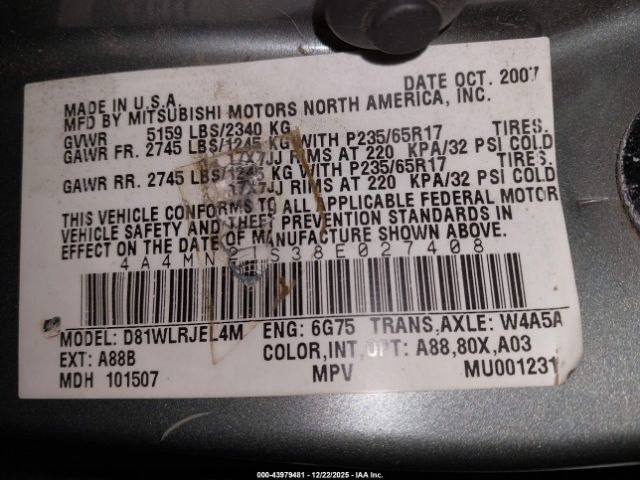 MADE IN U.S.A. DATE OCT. 2007
MFD BY MITSUBISHI MOTORS NORTH AMERICA, INC.
GVWR 5159 LBS/2340 KG
GAWR FR. 2745 LBS/1245 KG WITH P235/65R17 TIRES.
17X7JJ RIMS AT 220 KPA/32 PSI COLD
GAWR RR. 2745 LBS/1245 KG WITH P235/65R17 TIRES.
17X7JJ RIMS AT 220 KPA/32 PSI COLD
THIS VEHICLE CONFORMS TO ALL APPLICABLE FEDERAL MOTOR
VEHICLE SAFETY AND THEFT PREVENTION STANDARDS IN
EFFECT ON THE DATE OF MANUFACTURE SHOWN ABOVE.
MODEL: D81WLRJEL4M ENG: 6G75 TRANS,AXLE: W4A5A
EXT: A88B COLOR,INT,OPT: A88,80X,A03
MDH 101507 MPV MU001231
000-43979481 - 12/22/2025 - IAA Inc.